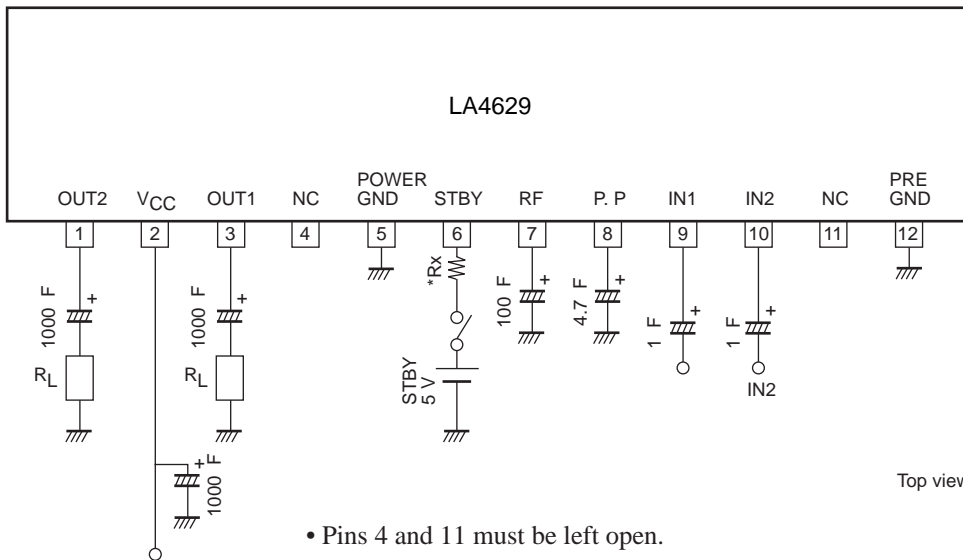 LA4629
OUT2
VCC
OUT1
NC
POWER
GND
STBY
RF
P. P
IN1
IN2
NC
PRE
GND
1
2
3
4
5
6
7
8
9
10
11
12
1000 F
+
RL
1000 F
+
RL
1000 F
+
*Rx
STBY
5 V
100 F
+
4.7 F
+
1 F
+
1 F
+
IN2
Top view
• Pins 4 and 11 must be left open.